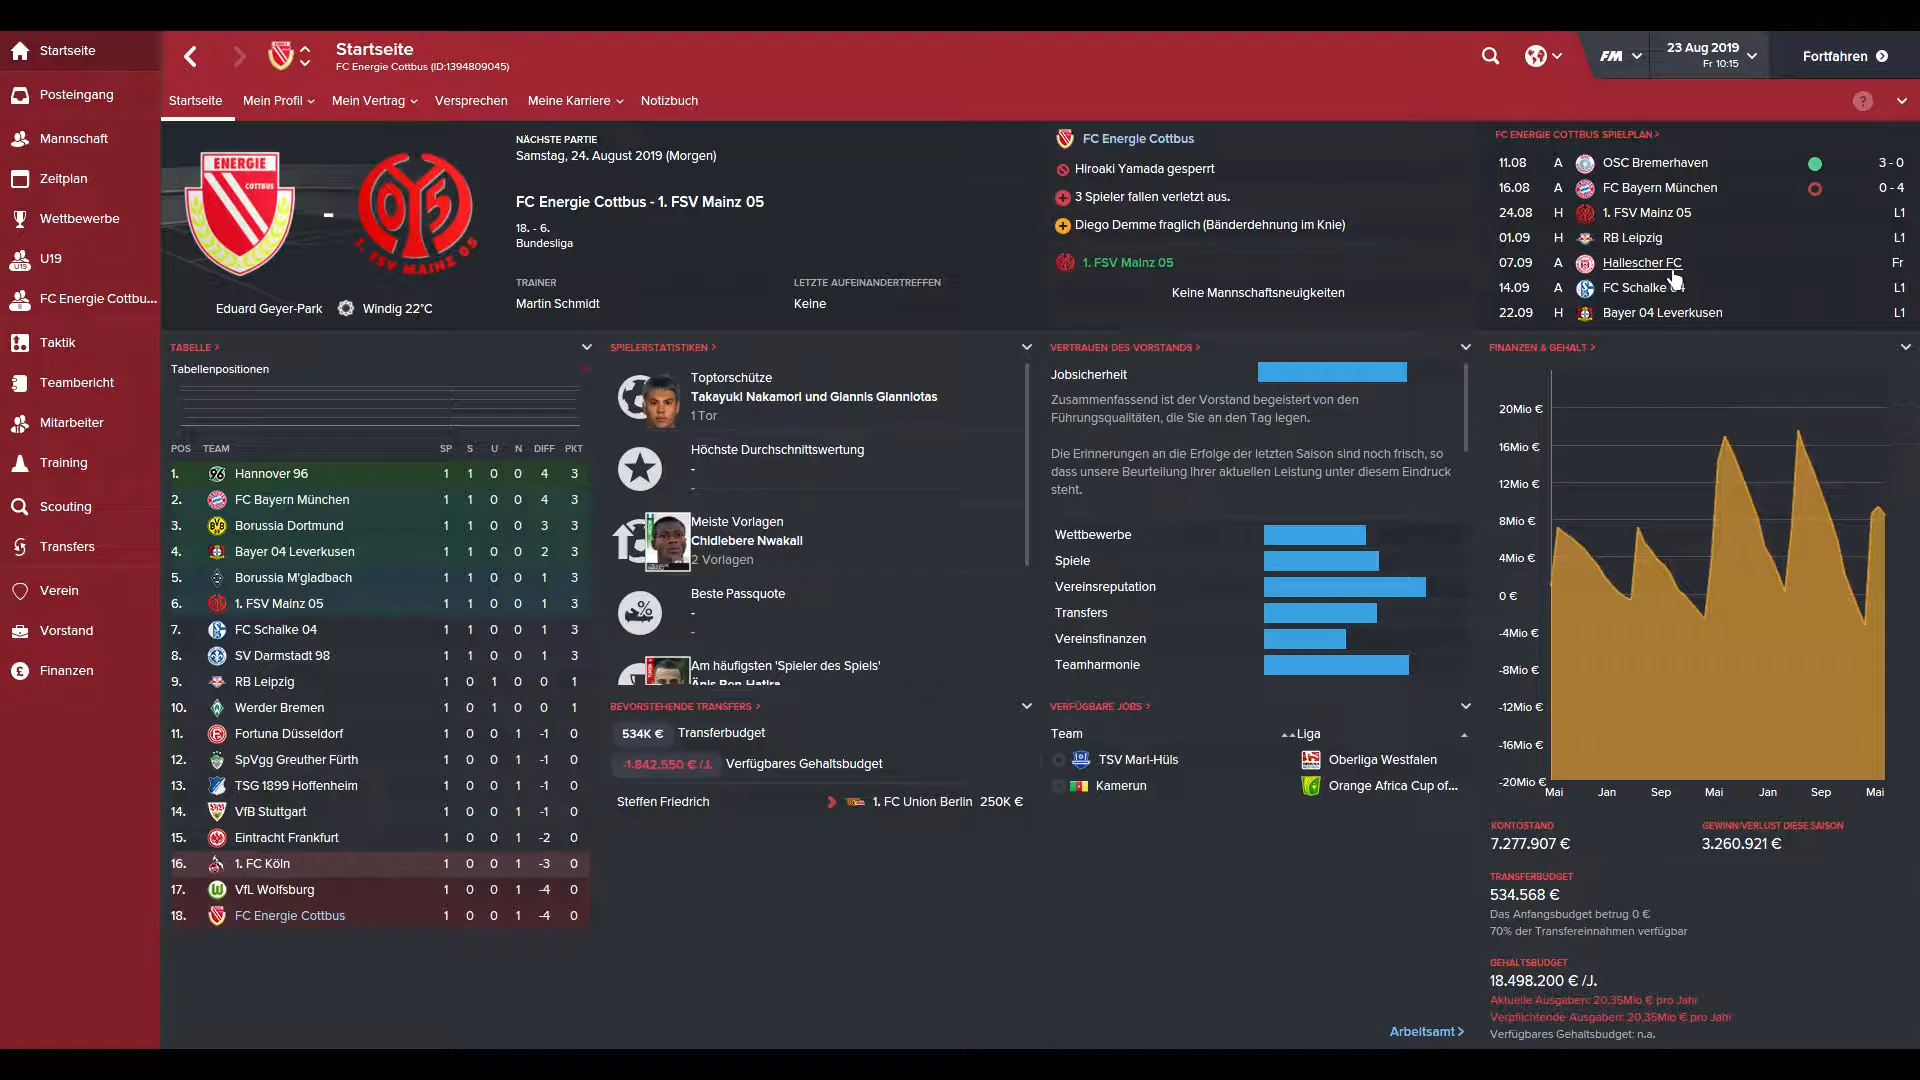 Startseite
Posteingang
Mannschaft
Zeitplan
Wettbewerbe
U19
FC Energie Cottbu...
Taktik
Teambericht
Mitarbeiter
Training
Scouting
Transfers
Verein
Vorstand
Finanzen
Startseite
FC Energie Cottbus (ID:1394809045)
FM
23 Aug 2019
Fr 10:15
Fortfahren
Startseite Mein Profil Mein Vertrag Versprechen Meine Karriere Notizbuch
ENERGIE
COTTBUS
1. FSV MAINZ 05
-
Eduard Geyer-Park Windig 22°C
NÄCHSTE PARTIE
Samstag, 24. August 2019 (Morgen)
FC Energie Cottbus - 1. FSV Mainz 05
18. - 6.
Bundesliga
TRAINER
Martin Schmidt
LETZTE AUFEINANDERTREFFEN
Keine
FC Energie Cottbus
Hiroaki Yamada gesperrt
3 Spieler fallen verletzt aus.
Diego Demme fraglich (Bänderdehnung im Knie)
1. FSV Mainz 05
Keine Mannschaftsneuigkeiten
FC ENERGIE COTTBUS SPIELPLAN >
11.08 A OSC Bremerhaven 3 - 0
16.08 A FC Bayern München 0 - 4
24.08 H 1. FSV Mainz 05 L1
01.09 H RB Leipzig L1
07.09 A Hallescher FC Fr
14.09 A FC Schalke 04 L1
22.09 H Bayer 04 Leverkusen L1
TABELLE >
Tabellenpositionen
POS TEAM SP S U N DIFF PKT
1. Hannover 96 1 1 0 0 4 3
2. FC Bayern München 1 1 0 0 4 3
3. Borussia Dortmund 1 1 0 0 3 3
4. Bayer 04 Leverkusen 1 1 0 0 2 3
5. Borussia M'gladbach 1 1 0 0 1 3
6. 1. FSV Mainz 05 1 1 0 0 1 3
7. FC Schalke 04 1 1 0 0 1 3
8. SV Darmstadt 98 1 1 0 0 1 3
9. RB Leipzig 1 0 1 0 0 1
10. Werder Bremen 1 0 1 0 0 1
11. Fortuna Düsseldorf 1 0 0 1 -1 0
12. SpVgg Greuther Fürth 1 0 0 1 -1 0
13. TSG 1899 Hoffenheim 1 0 0 1 -1 0
14. VfB Stuttgart 1 0 0 1 -1 0
15. Eintracht Frankfurt 1 0 0 1 -2 0
16. 1. FC Köln 1 0 0 1 -3 0
17. VfL Wolfsburg 1 0 0 1 -4 0
18. FC Energie Cottbus 1 0 0 1 -4 0
SPIELERSTATISTIKEN >
Toptorschütze
Takayuki Nakamori und Giannis Gianniotas
1 Tor
Höchste Durchschnittswertung
-
-
Meiste Vorlagen
Chidiebere Nwakali
2 Vorlagen
Beste Passquote
-
-
Am häufigsten 'Spieler des Spiels'
Änis Ben-Hatira
BEVORSTEHENDE TRANSFERS >
534K € Transferbudget
-1.842.550 € /J. Verfügbares Gehaltsbudget
Steffen Friedrich 1. FC Union Berlin 250K €
VERTRAUEN DES VORSTANDS >
Jobsicherheit
Zusammenfassend ist der Vorstand begeistert von den
Führungsqualitäten, die Sie an den Tag legen.
Die Erinnerungen an die Erfolge der letzten Saison sind noch frisch, so
dass unsere Beurteilung Ihrer aktuellen Leistung unter diesem Eindruck
steht.
Wettbewerbe
Spiele
Vereinsreputation
Transfers
Vereinsfinanzen
Teamharmonie
VERFÜGBARE JOBS >
Team Liga
TSV Marl-Hüls Oberliga Westfalen
Kamerun Orange Africa Cup of...
Arbeitsamt >
FINANZEN & GEHALT >
20Mio €
16Mio €
12Mio €
8Mio €
4Mio €
0 €
-4Mio €
-8Mio €
-12Mio €
-16Mio €
-20Mio €
Mai Jan Sep Mai Jan Sep Mai
KONTOSTAND
7.277.907 €
GEWINN/VERLUST DIESE SAISON
3.260.921 €
TRANSFERBUDGET
534.568 €
Das Anfangsbudget betrug 0 €
70% der Transfereinnahmen verfügbar
GEHALTSBUDGET
18.498.200 € /J.
Aktuelle Ausgaben: 20,35Mio € pro Jahr
Verpflichtende Ausgaben: 20,35Mio € pro Jahr
Verfügbares Gehaltsbudget: n.a.